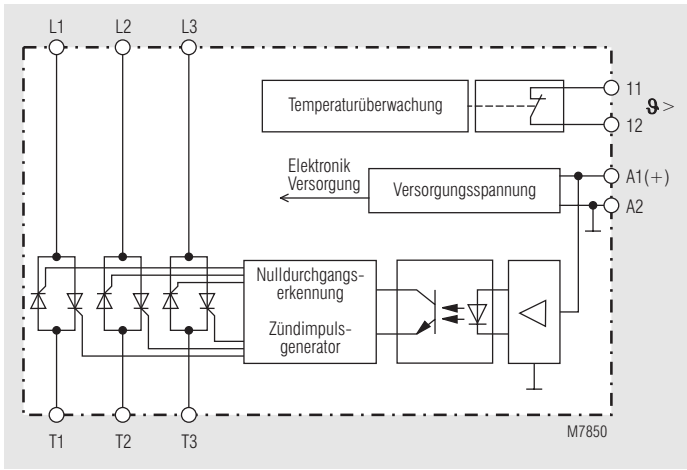 L1 L2 L3
Temperaturüberwachung
11
12
ϑ>
Elektronik
Versorgung
Versorgungsspannung
A1(+)
A2
Nulldurchgangs-
erkennung
Zündimpuls-
generator
T1 T2 T3
M7850